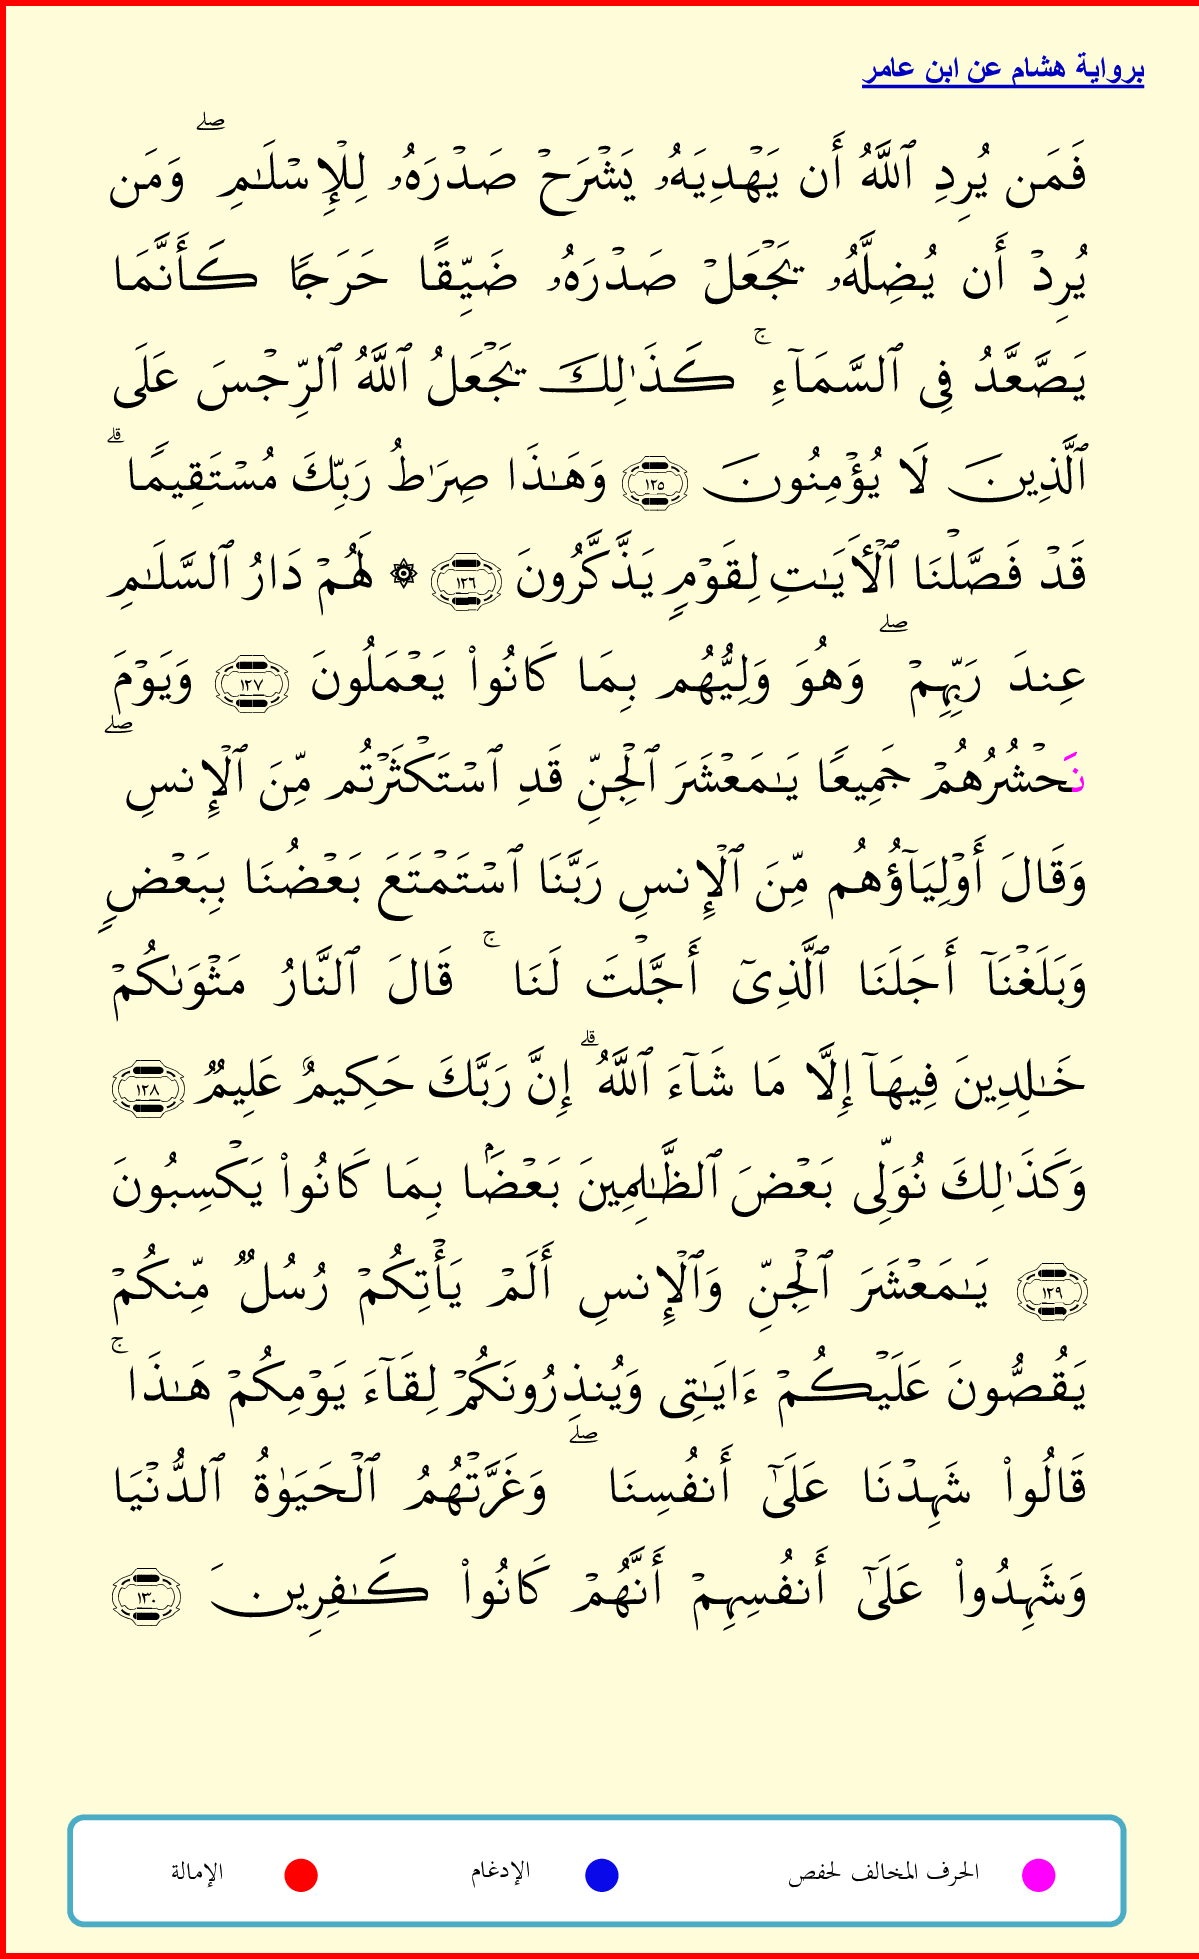 برواية هشام عن ابن عامر
فَمَن يُرِدِ ٱللَّهُ أَن يَهْدِيَهُۥ يَشْرَحْ صَدْرَهُۥ لِلْإِسْلَـٰمِ ۖ وَمَن
يُرِدْ أَن يُضِلَّهُۥ يَجْعَلْ صَدْرَهُۥ ضَيِّقًا حَرَجًا كَأَنَّمَا
يَصَّعَّدُ فِى ٱلسَّمَآءِ ۚ كَذَٰلِكَ يَجْعَلُ ٱللَّهُ ٱلرِّجْسَ عَلَى
ٱلَّذِينَ لَا يُؤْمِنُونَ ١٢٥ وَهَـٰذَا صِرَٰطُ رَبِّكَ مُسْتَقِيمًا ۗ
قَدْ فَصَّلْنَا ٱلْأَيَـٰتِ لِقَوْمٍ يَذَّكَّرُونَ ١٢٦ ۞ لَهُمْ دَارُ ٱلسَّلَـٰمِ
عِندَ رَبِّهِمْ ۖ وَهُوَ وَلِيُّهُم بِمَا كَانُوا۟ يَعْمَلُونَ ١٢٧ وَيَوْمَ
نَحْشُرُهُمْ جَمِيعًا يَـٰمَعْشَرَ ٱلْجِنِّ قَدِ ٱسْتَكْثَرْتُم مِّنَ ٱلْإِنسِ ۖ
وَقَالَ أَوْلِيَآؤُهُم مِّنَ ٱلْإِنسِ رَبَّنَا ٱسْتَمْتَعَ بَعْضُنَا بِبَعْضٍ
وَبَلَغْنَآ أَجَلَنَا ٱلَّذِىٓ أَجَّلْتَ لَنَا ۚ قَالَ ٱلنَّارُ مَثْوَىٰكُمْ
خَـٰلِدِينَ فِيهَآ إِلَّا مَا شَآءَ ٱللَّهُ ۗ إِنَّ رَبَّكَ حَكِيمٌ عَلِيمٌ ١٢٨
وَكَذَٰلِكَ نُوَلِّى بَعْضَ ٱلظَّـٰلِمِينَ بَعْضَۢا بِمَا كَانُوا۟ يَكْسِبُونَ
١٢٩ يَـٰمَعْشَرَ ٱلْجِنِّ وَٱلْإِنسِ أَلَمْ يَأْتِكُمْ رُسُلٌ مِّنكُمْ
يَقُصُّونَ عَلَيْكُمْ ءَايَـٰتِى وَيُنذِرُونَكُمْ لِقَآءَ يَوْمِكُمْ هَـٰذَا ۚ
قَالُوا۟ شَهِدْنَا عَلَىٰٓ أَنفُسِنَا ۖ وَغَرَّتْهُمُ ٱلْحَيَوٰةُ ٱلدُّنْيَا
وَشَهِدُوا۟ عَلَىٰٓ أَنفُسِهِمْ أَنَّهُمْ كَانُوا۟ كَـٰفِرِينَ ١٣٠
الحرف المخالف لحفص الإدغام الإمالة